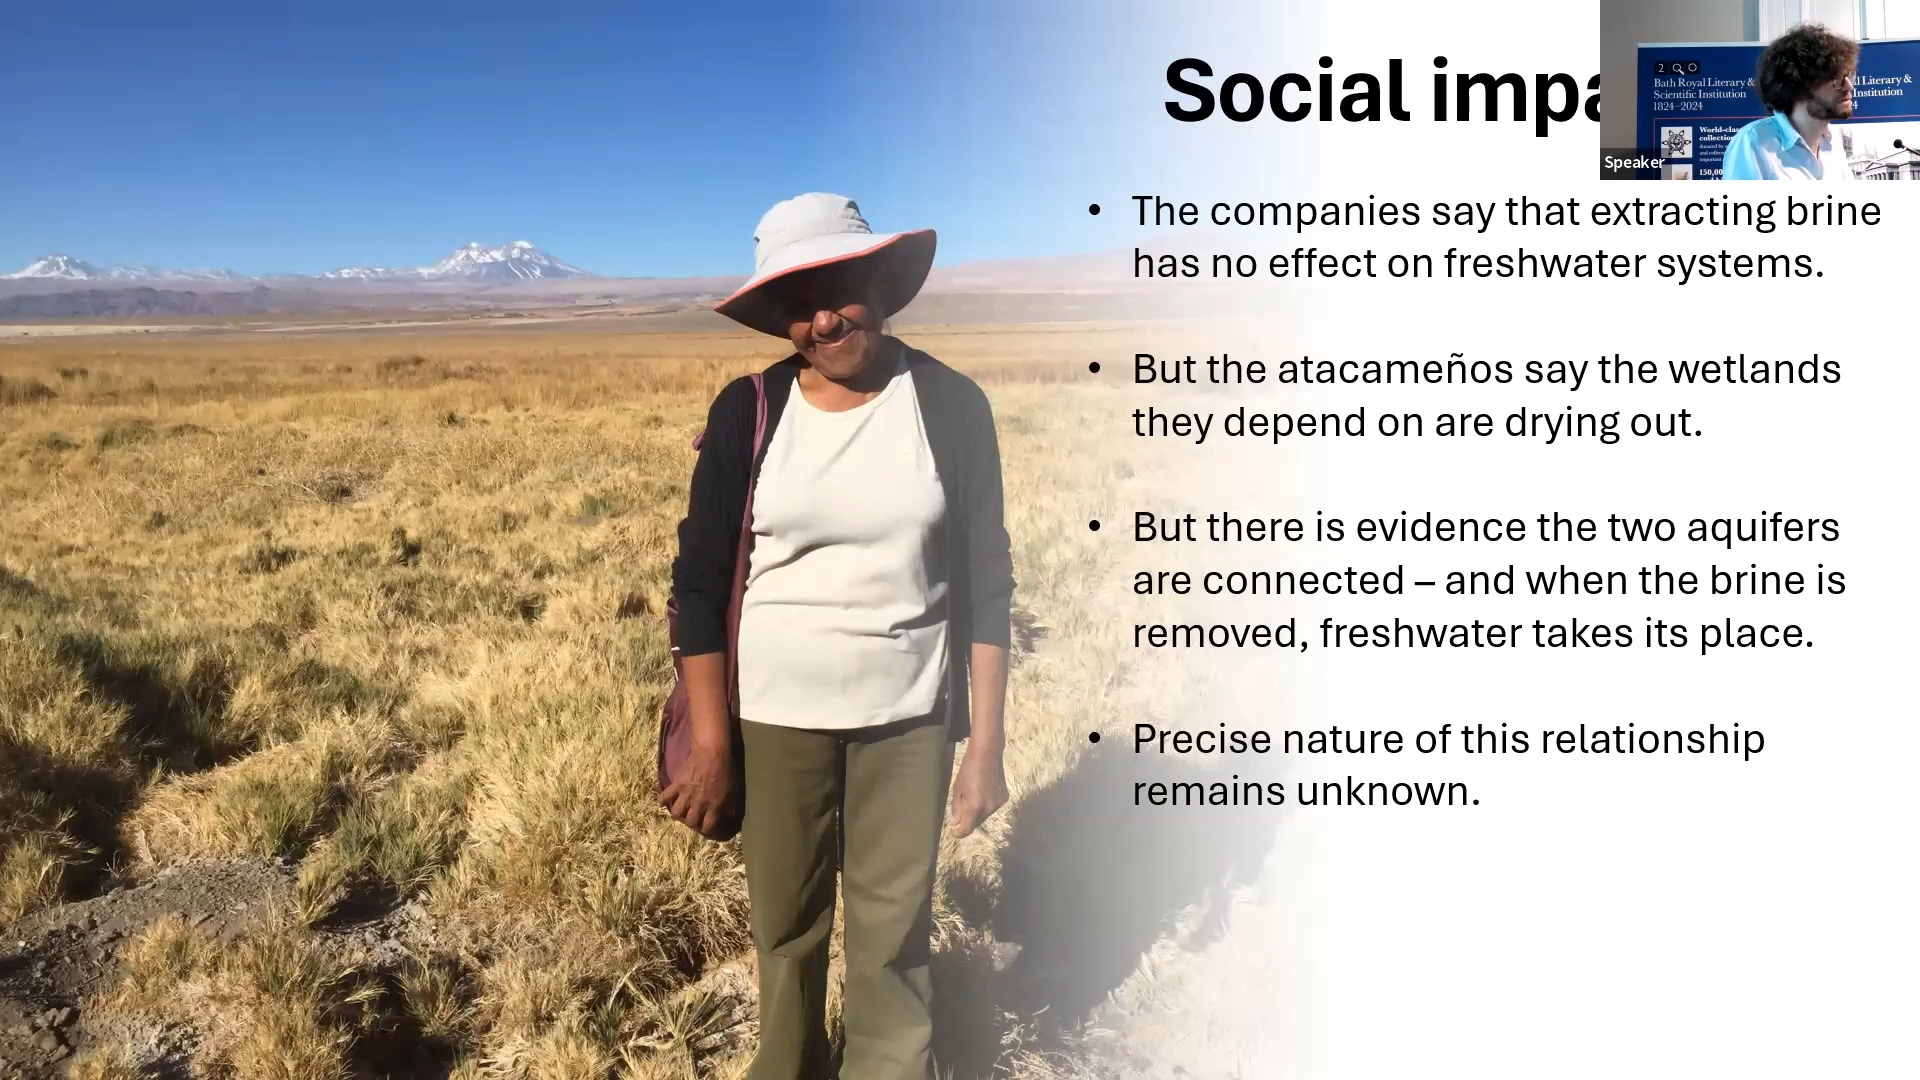 Social impa
The companies say that extracting brine
has no effect on freshwater systems.
But the atacameños say the wetlands
they depend on are drying out.
But there is evidence the two aquifers
are connected – and when the brine is
removed, freshwater takes its place.
Precise nature of this relationship
remains unknown.
2
Bath Royal Literary &
Scientific Institution
1824–2024
l Literary &
Institution
Speaker